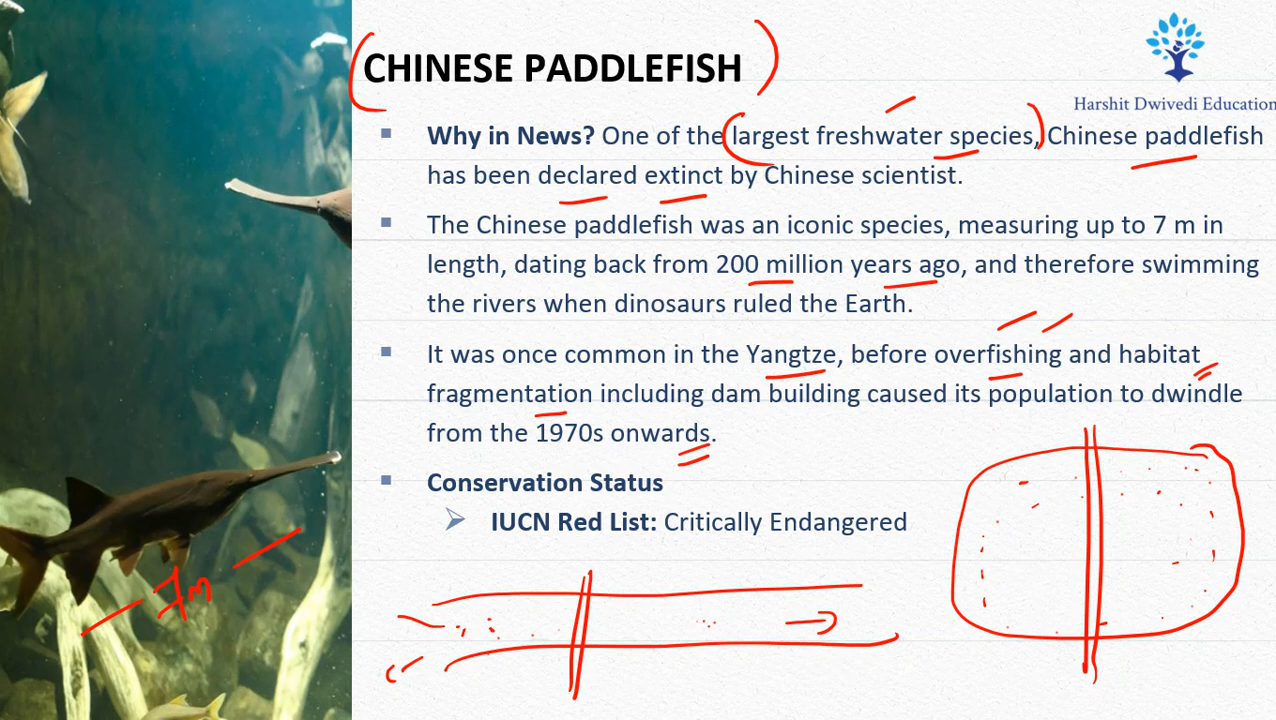 CHINESE PADDLEFISH
Harshit Dwivedi Education
▪ Why in News? One of the largest freshwater species, Chinese paddlefish
has been declared extinct by Chinese scientist.
▪ The Chinese paddlefish was an iconic species, measuring up to 7 m in
length, dating back from 200 million years ago, and therefore swimming
the rivers when dinosaurs ruled the Earth.
▪ It was once common in the Yangtze, before overfishing and habitat
fragmentation including dam building caused its population to dwindle
from the 1970s onwards.
▪ Conservation Status
➢ IUCN Red List: Critically Endangered
7m